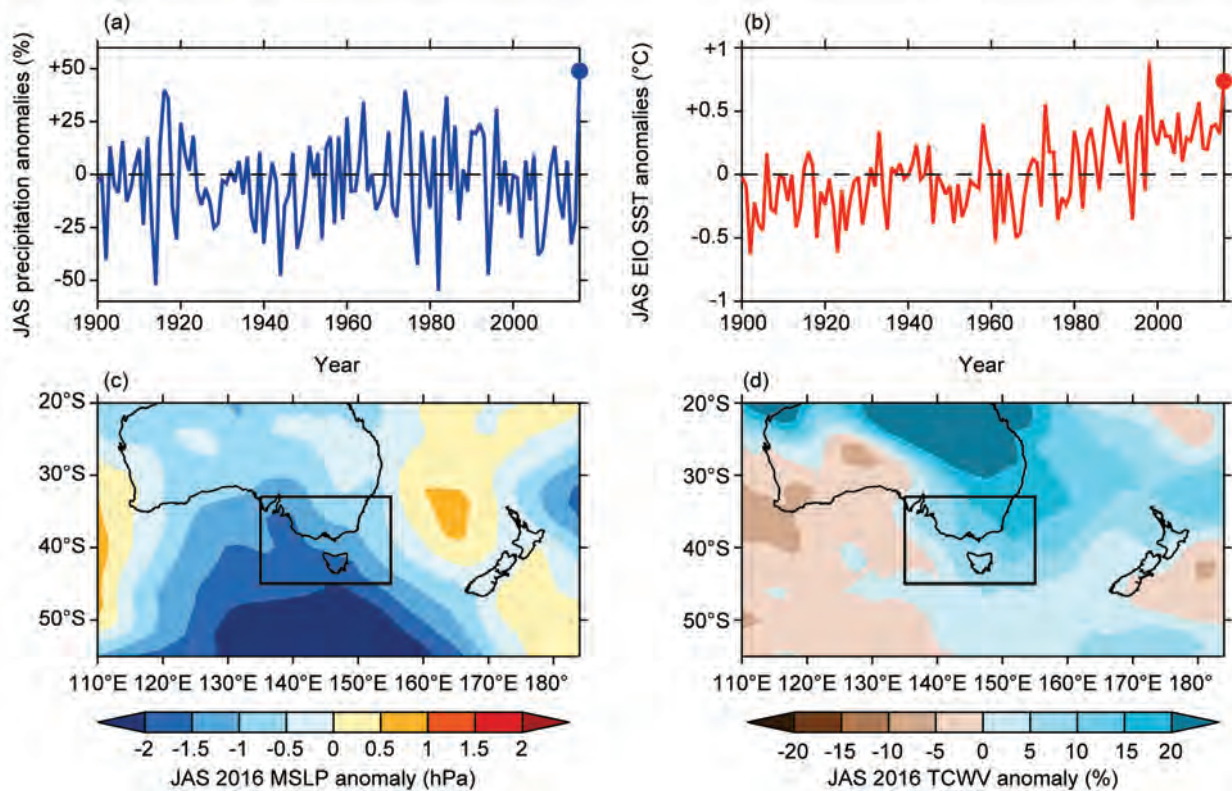 (a)
JAS precipitation anomalies (%)
+50
+25
0
-25
-50
1900 1920 1940 1960 1980 2000
Year
(b)
JAS EIO SST anomalies (°C)
+1
+0.5
0
-0.5
-1
1900 1920 1940 1960 1980 2000
Year
(c)
20°S
30°S
40°S
50°S
110°E 120°E 130°E 140°E 150°E 160°E 170°E 180°
-2 -1.5 -1 -0.5 0 0.5 1 1.5 2
JAS 2016 MSLP anomaly (hPa)
(d)
20°S
30°S
40°S
50°S
110°E 120°E 130°E 140°E 150°E 160°E 170°E 180°
-20 -15 -10 -5 0 5 10 15 20
JAS 2016 TCWV anomaly (%)